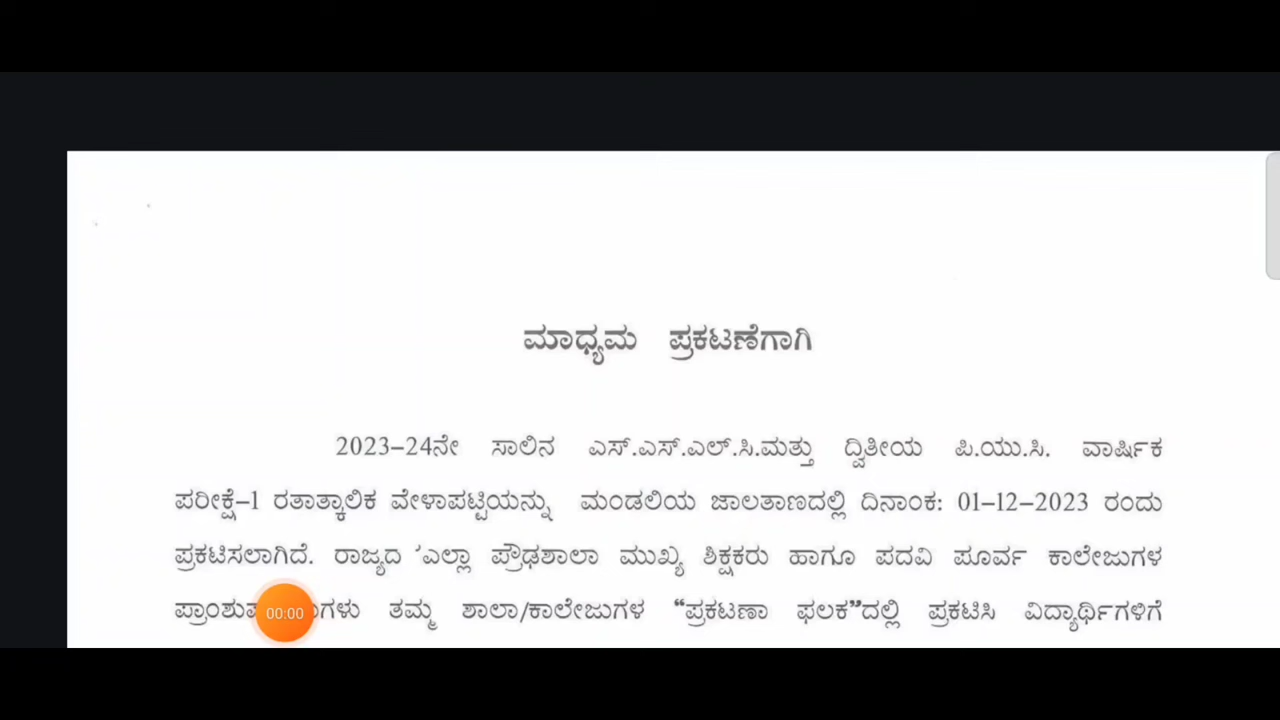 ಮಾಧ್ಯಮ ಪ್ರಕಟಣೆಗಾಗಿ
2023–24ನೇ ಸಾಲಿನ ಎಸ್.ಎಸ್.ಎಲ್.ಸಿ.ಮತ್ತು ದ್ವಿತೀಯ ಪಿ.ಯು.ಸಿ. ವಾರ್ಷಿಕ
ಪರೀಕ್ಷೆ–1 ರತಾತ್ಕಾಲಿಕ ವೇಳಾಪಟ್ಟಿಯನ್ನು ಮಂಡಲಿಯ ಜಾಲತಾಣದಲ್ಲಿ ದಿನಾಂಕ: 01–12–2023 ರಂದು
ಪ್ರಕಟಿಸಲಾಗಿದೆ. ರಾಜ್ಯದ ಎಲ್ಲಾ ಪ್ರೌಢಶಾಲಾ ಮುಖ್ಯ ಶಿಕ್ಷಕರು ಹಾಗೂ ಪದವಿ ಪೂರ್ವ ಕಾಲೇಜುಗಳ
ತಮ್ಮ ಶಾಲಾ/ಕಾಲೇಜುಗಳ “ಪ್ರಕಟಣಾ ಫಲಕ”ದಲ್ಲಿ ಪ್ರಕಟಿಸಿ ವಿದ್ಯಾರ್ಥಿಗಳಿಗೆ
00:00